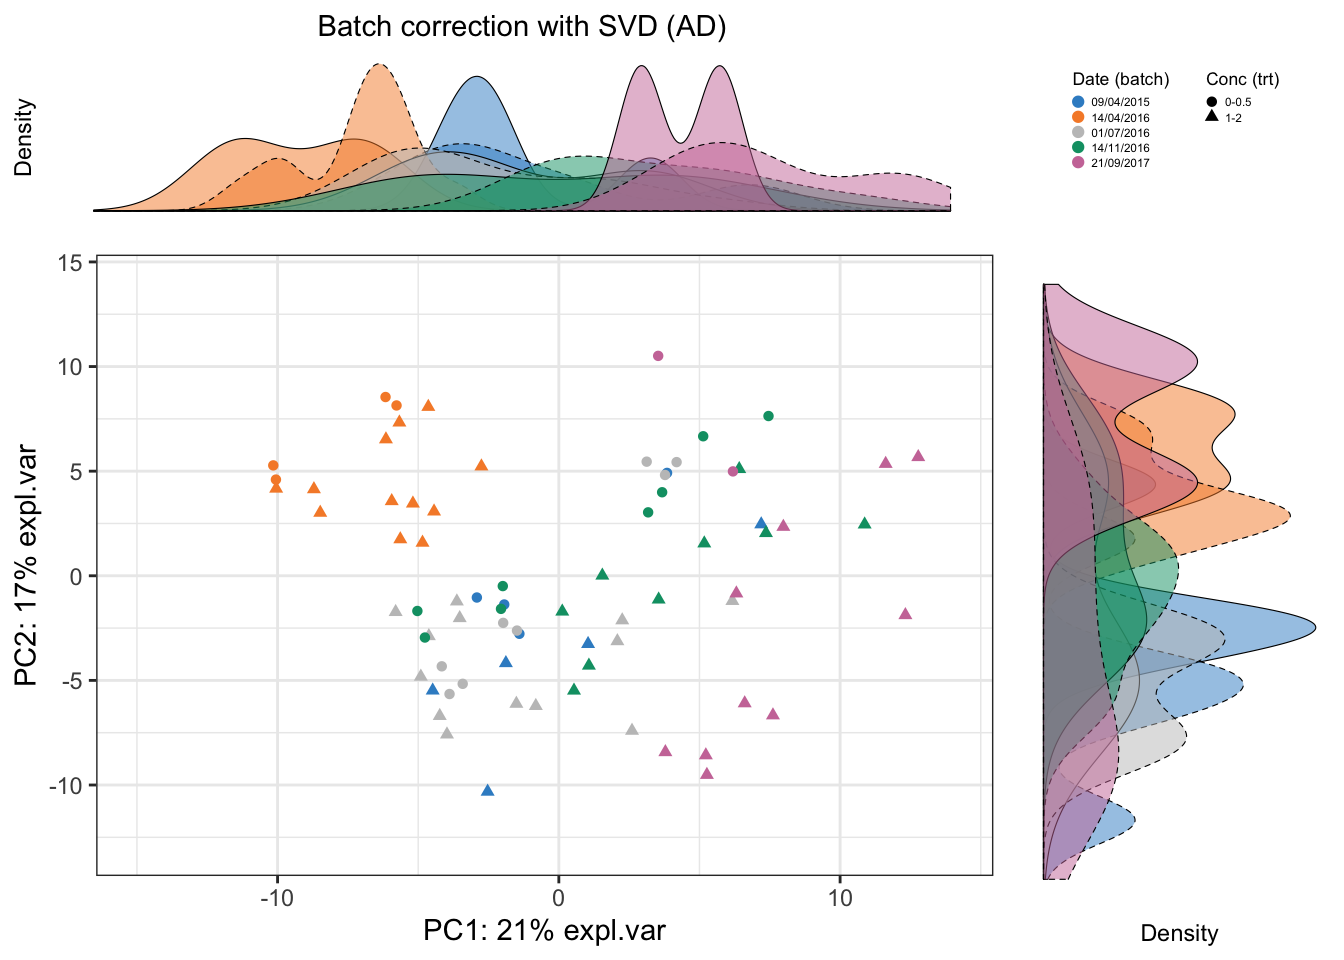 Batch correction with SVD (AD)
Density
Date (batch)
09/04/2015
14/04/2016
01/07/2016
14/11/2016
21/09/2017
Conc (trt)
0-0.5
1-2
15
10
5
0
-5
-10
PC2: 17% expl.var
-10
0
10
PC1: 21% expl.var
Density